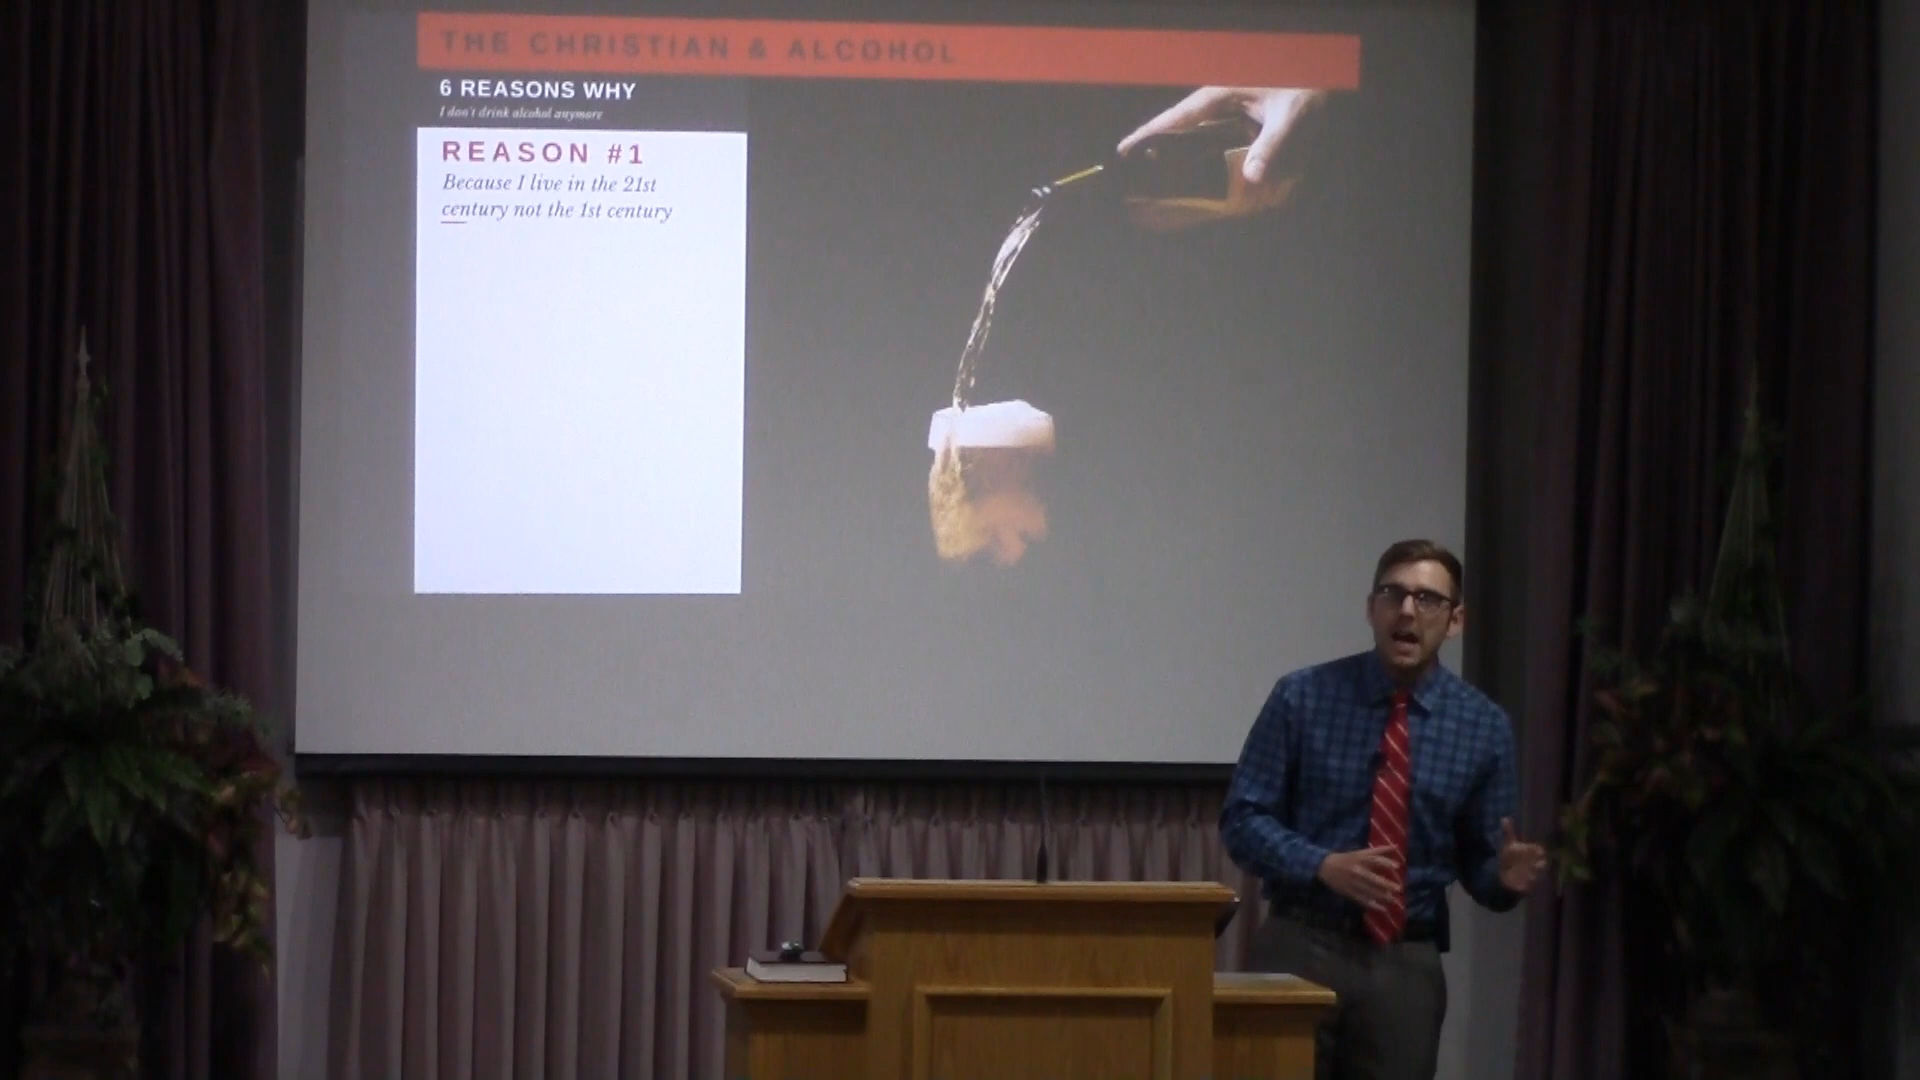 THE CHRISTIAN & ALCOHOL
6 REASONS WHY
I don't drink alcohol anymore
REASON #1
Because I live in the 21st
century not the 1st century